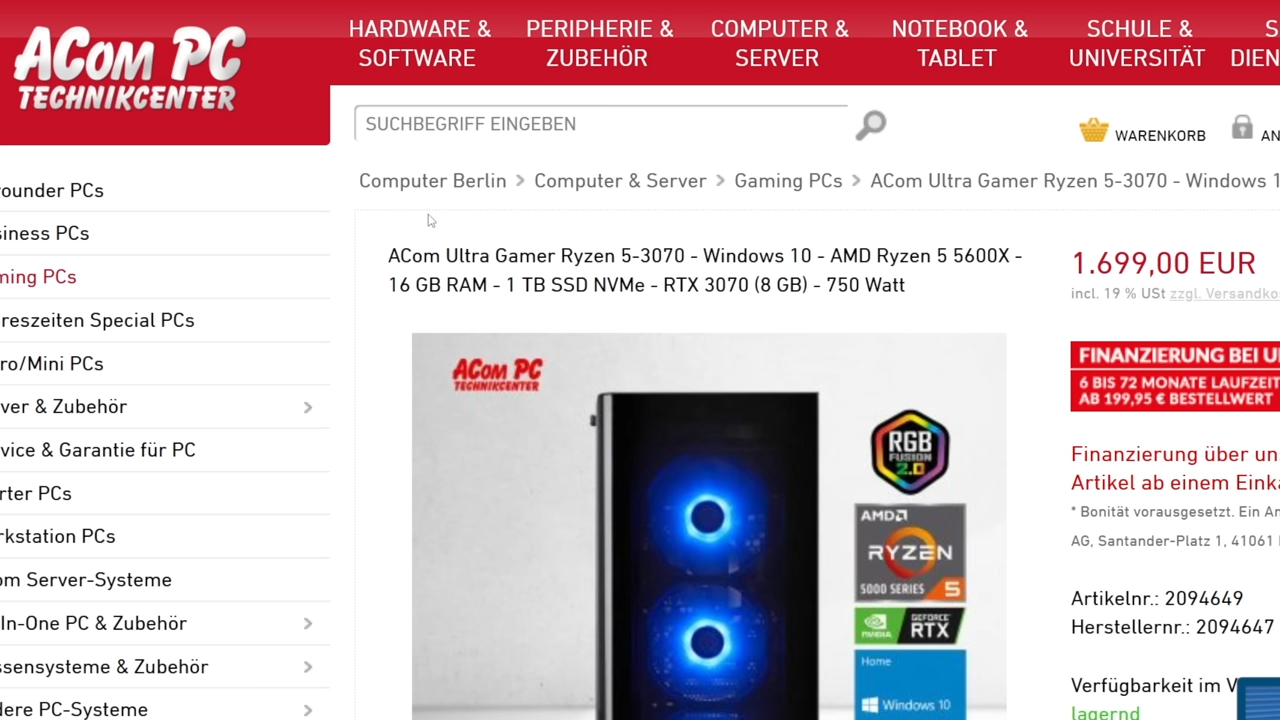 ACom PC
TECHNIKCENTER
HARDWARE &
SOFTWARE
PERIPHERIE &
ZUBEHÖR
COMPUTER &
SERVER
NOTEBOOK &
TABLET
SCHULE &
UNIVERSITÄT
S
DIEN
SUCHBEGRIFF EINGEBEN
WARENKORB
AN
Computer Berlin > Computer & Server > Gaming PCs > ACom Ultra Gamer Ryzen 5-3070 - Windows 1
ounder PCs
siness PCs
ming PCs
reszeiten Special PCs
ro/Mini PCs
ver & Zubehör
vice & Garantie für PC
rter PCs
rkstation PCs
om Server-Systeme
In-One PC & Zubehör
ssensysteme & Zubehör
dere PC-Systeme
ACom Ultra Gamer Ryzen 5-3070 - Windows 10 - AMD Ryzen 5 5600X -
16 GB RAM - 1 TB SSD NVMe - RTX 3070 (8 GB) - 750 Watt
ACom PC
TECHNIKCENTER
RGB
FUSION
2.0
AMD
RYZEN
5000 SERIES 5
NVIDIA
GEFORCE
RTX
Home
Windows 10
1.699,00 EUR
incl. 19 % USt zzgl. Versandko
FINANZIERUNG BEI U
6 BIS 72 MONATE LAUFZEIT
AB 199,95 € BESTELLWERT
Finanzierung über un
Artikel ab einem Einka
* Bonität vorausgesetzt. Ein An
AG, Santander-Platz 1, 41061
Artikelnr.: 2094649
Herstellernr.: 2094647
Verfügbarkeit im V
lagernd